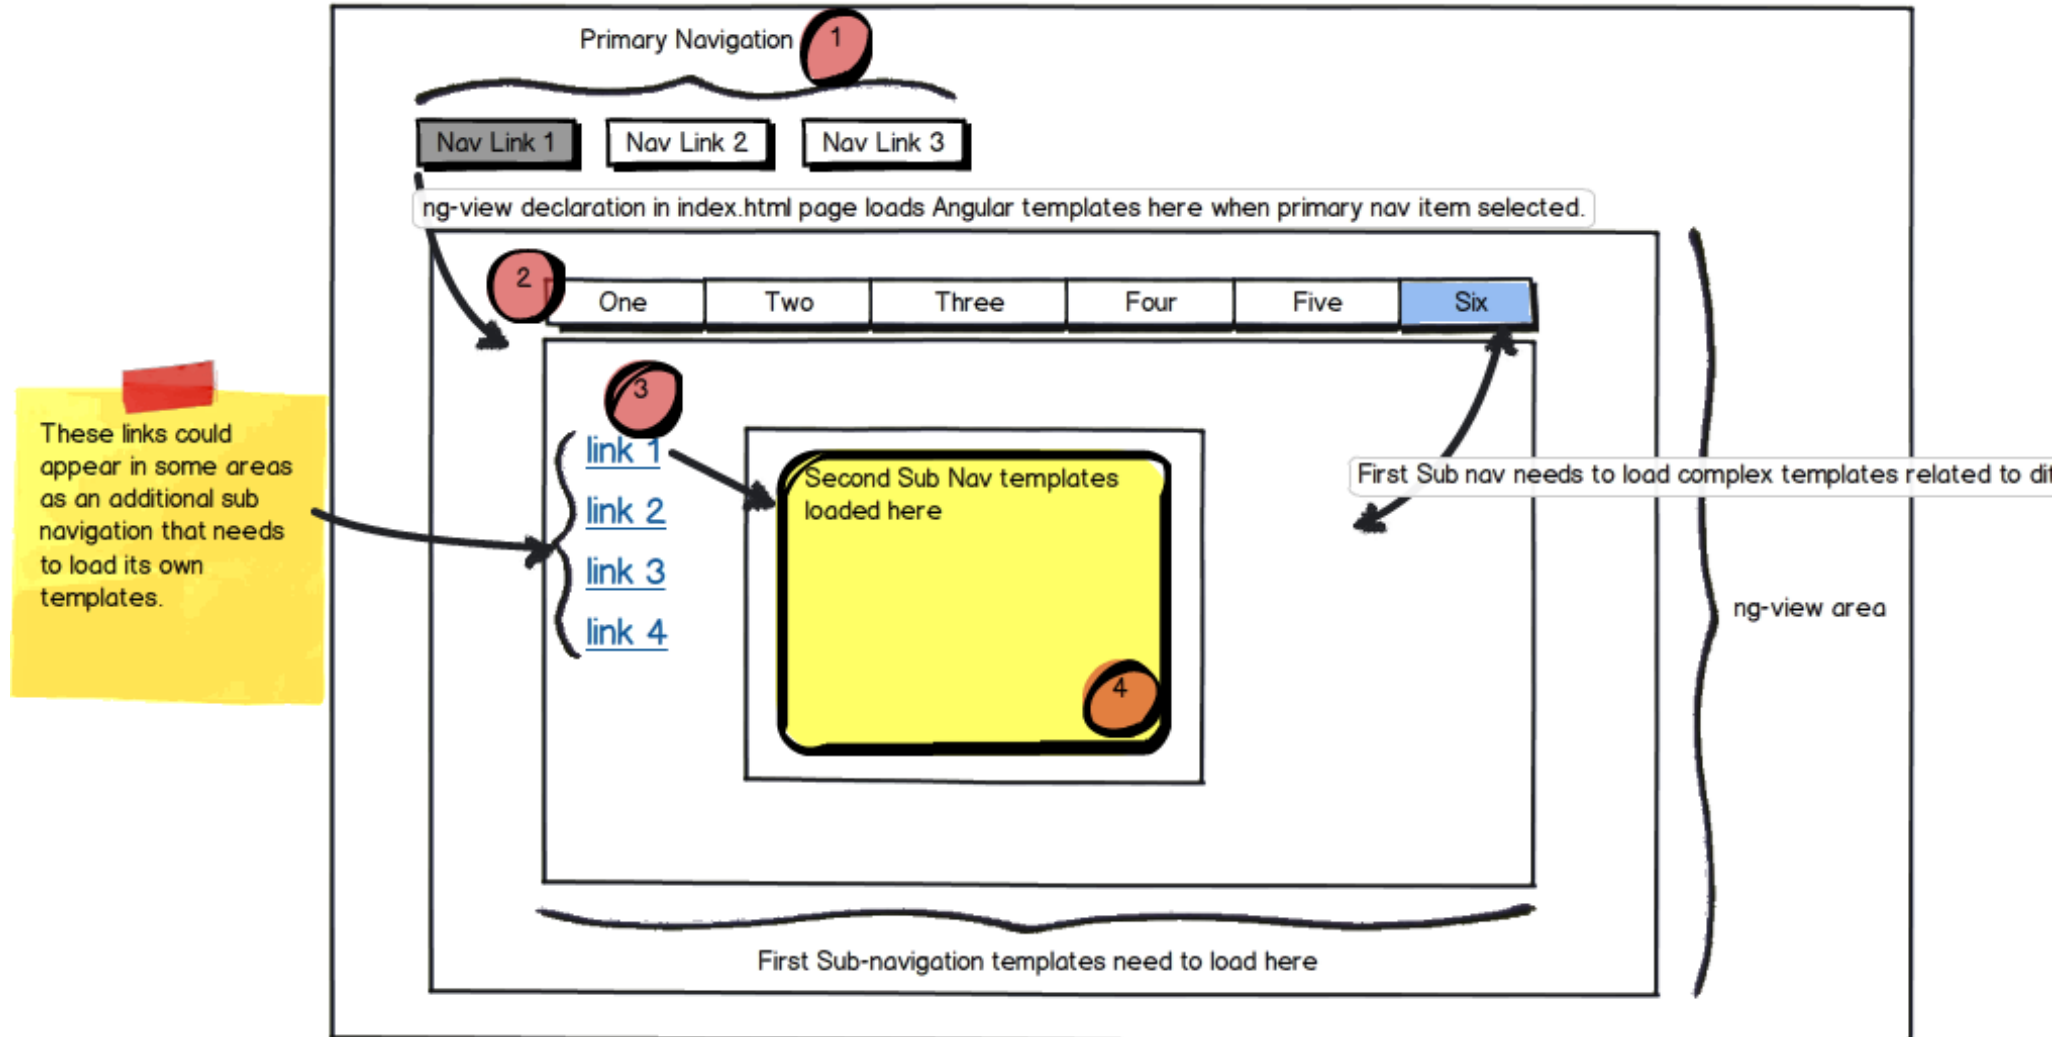 Primary Navigation
1
Nav Link 1
Nav Link 2
Nav Link 3
ng-view declaration in index.html page loads Angular templates here when primary nav item selected.
2
One
Two
Three
Four
Five
Six
These links could
appear in some areas
as an additional sub
navigation that needs
to load its own
templates.
3
link 1
link 2
link 3
link 4
Second Sub Nav templates
loaded here
4
First Sub nav needs to load complex templates related to
ng-view area
First Sub-navigation templates need to load here